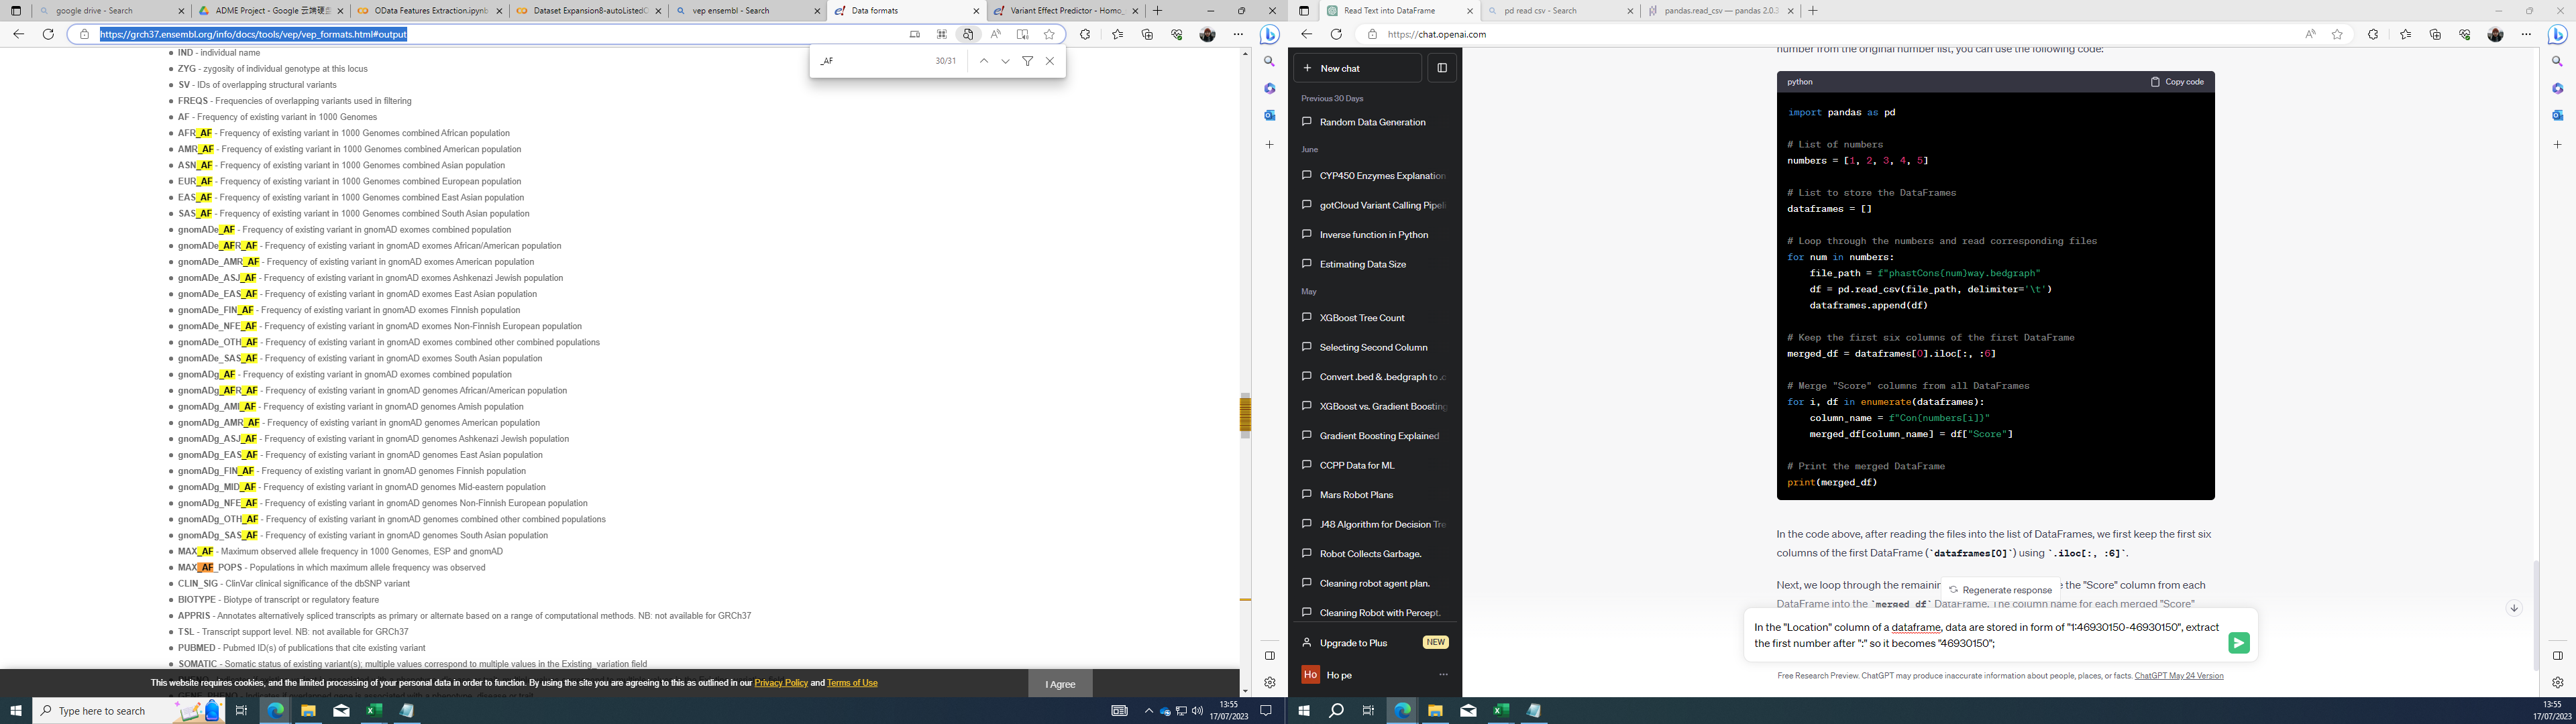 google drive - Search
ADME Project - Google 云端硬盘
OData Features Extraction.ipynb
Dataset Expansion8-autoListedC
vep ensembl - Search
Data formats
Variant Effect Predictor - Homo_
https://grch37.ensembl.org/info/docs/tools/vep/vep_formats.html#output
_AF
30/31
IND - individual name
ZYG - zygosity of individual genotype at this locus
SV - IDs of overlapping structural variants
FREQS - Frequencies of overlapping variants used in filtering
AF - Frequency of existing variant in 1000 Genomes
AFR_AF - Frequency of existing variant in 1000 Genomes combined African population
AMR_AF - Frequency of existing variant in 1000 Genomes combined American population
ASN_AF - Frequency of existing variant in 1000 Genomes combined Asian population
EUR_AF - Frequency of existing variant in 1000 Genomes combined European population
EAS_AF - Frequency of existing variant in 1000 Genomes combined East Asian population
SAS_AF - Frequency of existing variant in 1000 Genomes combined South Asian population
gnomADe_AF - Frequency of existing variant in gnomAD exomes combined population
gnomADe_AFR_AF - Frequency of existing variant in gnomAD exomes African/American population
gnomADe_AMR_AF - Frequency of existing variant in gnomAD exomes American population
gnomADe_ASJ_AF - Frequency of existing variant in gnomAD exomes Ashkenazi Jewish population
gnomADe_EAS_AF - Frequency of existing variant in gnomAD exomes East Asian population
gnomADe_FIN_AF - Frequency of existing variant in gnomAD exomes Finnish population
gnomADe_NFE_AF - Frequency of existing variant in gnomAD exomes Non-Finnish European population
gnomADe_OTH_AF - Frequency of existing variant in gnomAD exomes combined other combined populations
gnomADe_SAS_AF - Frequency of existing variant in gnomAD exomes South Asian population
gnomADg_AF - Frequency of existing variant in gnomAD exomes combined population
gnomADg_AFR_AF - Frequency of existing variant in gnomAD genomes African/American population
gnomADg_AMI_AF - Frequency of existing variant in gnomAD genomes Amish population
gnomADg_AMR_AF - Frequency of existing variant in gnomAD genomes American population
gnomADg_ASJ_AF - Frequency of existing variant in gnomAD genomes Ashkenazi Jewish population
gnomADg_EAS_AF - Frequency of existing variant in gnomAD genomes East Asian population
gnomADg_FIN_AF - Frequency of existing variant in gnomAD genomes Finnish population
gnomADg_MID_AF - Frequency of existing variant in gnomAD genomes Mid-eastern population
gnomADg_NFE_AF - Frequency of existing variant in gnomAD genomes Non-Finnish European population
gnomADg_OTH_AF - Frequency of existing variant in gnomAD genomes combined other combined populations
gnomADg_SAS_AF - Frequency of existing variant in gnomAD genomes South Asian population
MAX_AF - Maximum observed allele frequency in 1000 Genomes, ESP and gnomAD
MAX_AF_POPS - Populations in which maximum allele frequency was observed
CLIN_SIG - ClinVar clinical significance of the dbSNP variant
BIOTYPE - Biotype of transcript or regulatory feature
APPRIS - Annotates alternatively spliced transcripts as primary or alternate based on a range of computational methods. NB: not available for GRCh37
TSL - Transcript support level. NB: not available for GRCh37
PUBMED - Pubmed ID(s) of publications that cite existing variant
SOMATIC - Somatic status of existing variant(s); multiple values correspond to multiple values in the Existing_variation field
This website requires cookies, and the limited processing of your personal data in order to function. By using the site you are agreeing to this as outlined in our Privacy Policy and Terms of Use
I Agree
Type here to search
13:55
17/07/2023
Read Text into DataFrame
pd read csv - Search
pandas.read_csv — pandas 2.0.3
https://chat.openai.com
New chat
Previous 30 Days
Random Data Generation
June
CYP450 Enzymes Explanation
gotCloud Variant Calling Pipeli
Inverse function in Python
Estimating Data Size
May
XGBoost Tree Count
Selecting Second Column
Convert .bed & .bedgraph to .c
XGBoost vs. Gradient Boosting
Gradient Boosting Explained
CCPP Data for ML
Mars Robot Plans
J48 Algorithm for Decision Tre
Robot Collects Garbage.
Cleaning robot agent plan.
Cleaning Robot with Percept.
Upgrade to Plus
NEW
Ho
Ho pe
number from the original number list, you can use the following code:
python
Copy code
import pandas as pd
# List of numbers
numbers = [1, 2, 3, 4, 5]
# List to store the DataFrames
dataframes = []
# Loop through the numbers and read corresponding files
for num in numbers:
file_path = f"phastCons{num}way.bedgraph"
df = pd.read_csv(file_path, delimiter='\t')
dataframes.append(df)
# Keep the first six columns of the first DataFrame
merged_df = dataframes[0].iloc[:, :6]
# Merge "Score" columns from all DataFrames
for i, df in enumerate(dataframes):
column_name = f"Con{numbers[i]}"
merged_df[column_name] = df["Score"]
# Print the merged DataFrame
print(merged_df)
In the code above, after reading the files into the list of DataFrames, we first keep the first six
columns of the first DataFrame (`dataframes[0]`) using `.iloc[:, :6]`.
Next, we loop through the remainin
e the "Score" column from each
Regenerate response
DataFrame into the `merged_df` DataFrame. The column name for each merged "Score"
In the "Location" column of a dataframe, data are stored in form of "1:46930150-46930150", extract
the first number after ":" so it becomes "46930150";
Free Research Preview. ChatGPT may produce inaccurate information about people, places, or facts. ChatGPT May 24 Version
13:55
17/07/2023